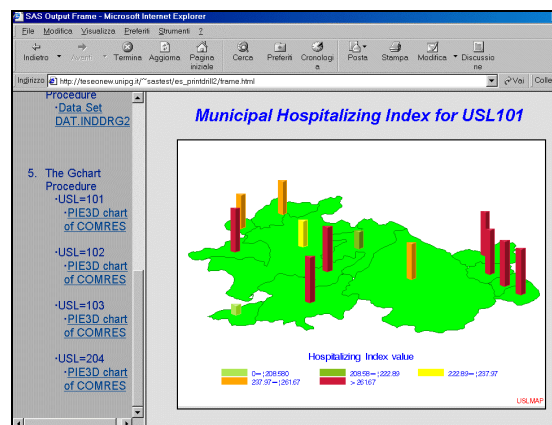 SAS Output Frame - Microsoft Internet Explorer
File Modifica Visualizza Preferiti Strumenti ?
Indietro Avanti Termina Aggiorna Pagina iniziale Cerca Preferiti Cronologia Posta Stampa Modifica Discussione
Indirizzo http://teseonew.unipg.it/~sastest/es_printdrill2/frame.html Vai Colle
Procedure
·Data Set
DAT.INDDRG2
5. The Gchart
Procedure
·USL=101
·PIE3D chart
of COMRES
·USL=102
·PIE3D chart
of COMRES
·USL=103
·PIE3D chart
of COMRES
·USL=204
·PIE3D chart
of COMRES
Municipal Hospitalizing Index for USL101
Hospitalizing Index value
0-¦208.580 208.58-¦222.89 222.89-¦237.97
237.97-¦261.67 > 261.67
USLMAP